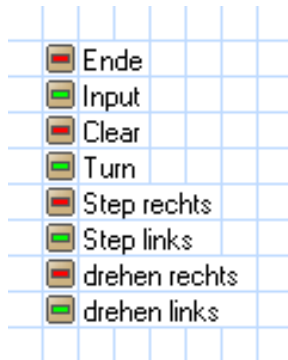 Ende
Input
Clear
Turn
Step rechts
Step links
drehen rechts
drehen links